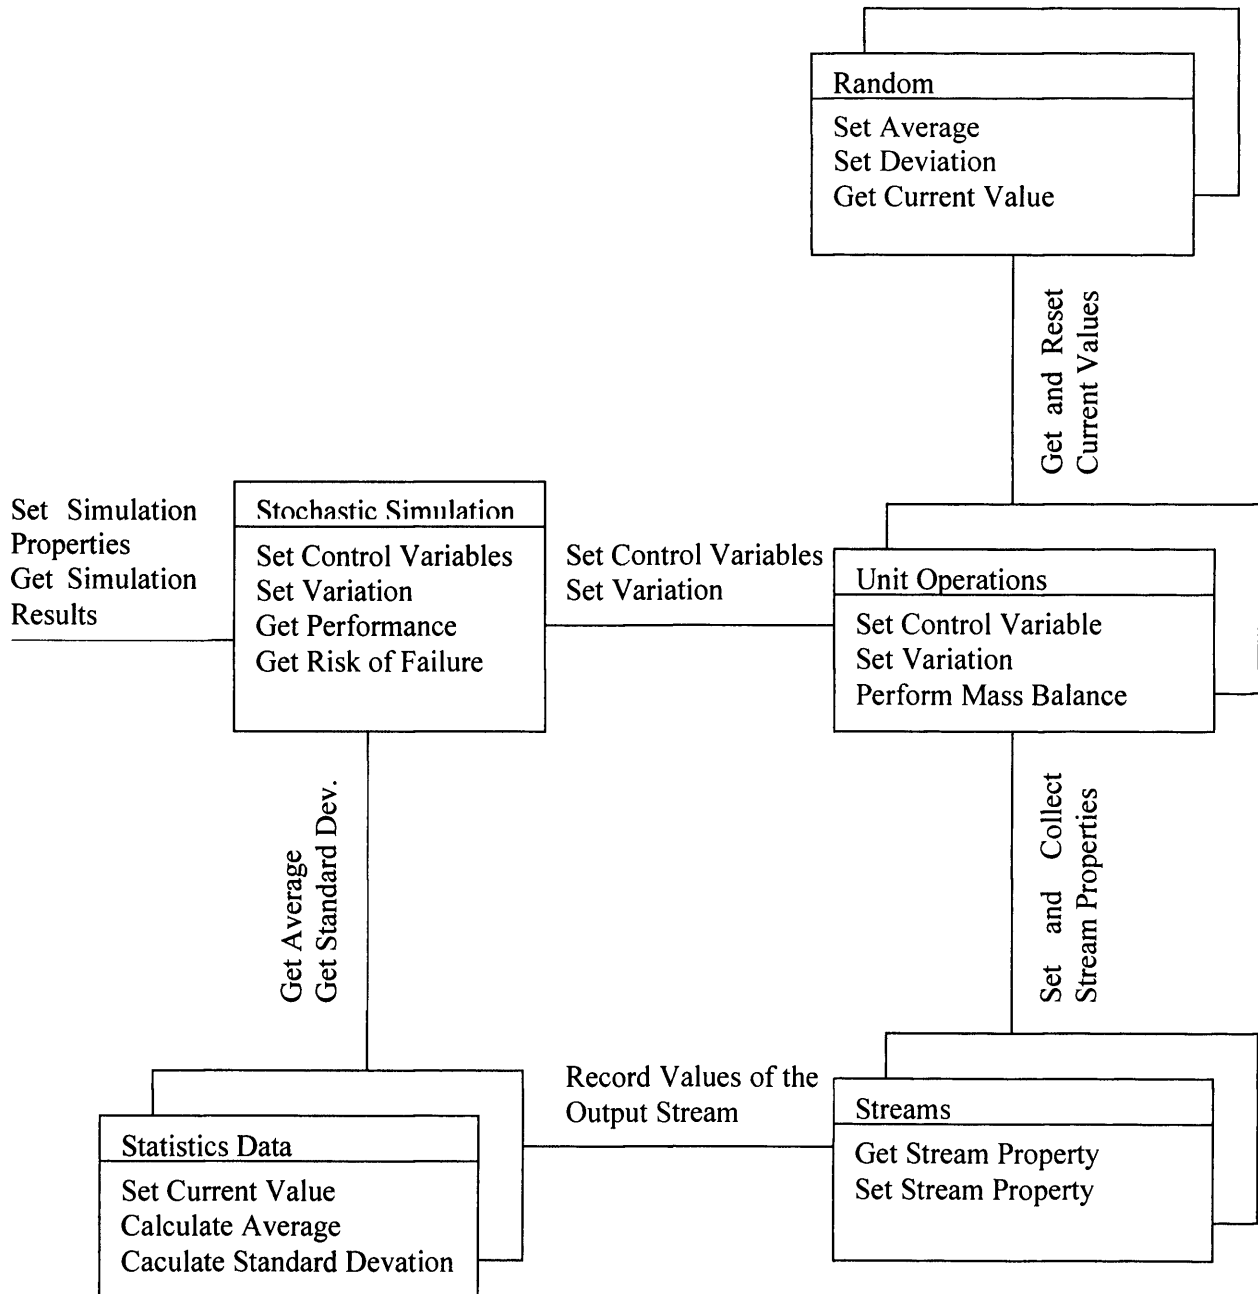 Random
Set Average
Set Deviation
Get Current Value
Get and Reset
Current Values
Set Simulation
Properties
Get Simulation
Results
Stochastic Simulation
Set Control Variables
Set Variation
Get Performance
Get Risk of Failure
Set Control Variables
Set Variation
Unit Operations
Set Control Variable
Set Variation
Perform Mass Balance
Get Average
Get Standard Dev.
Set and Collect
Stream Properties
Record Values of the
Output Stream
Streams
Get Stream Property
Set Stream Property
Statistics Data
Set Current Value
Calculate Average
Caculate Standard Devation